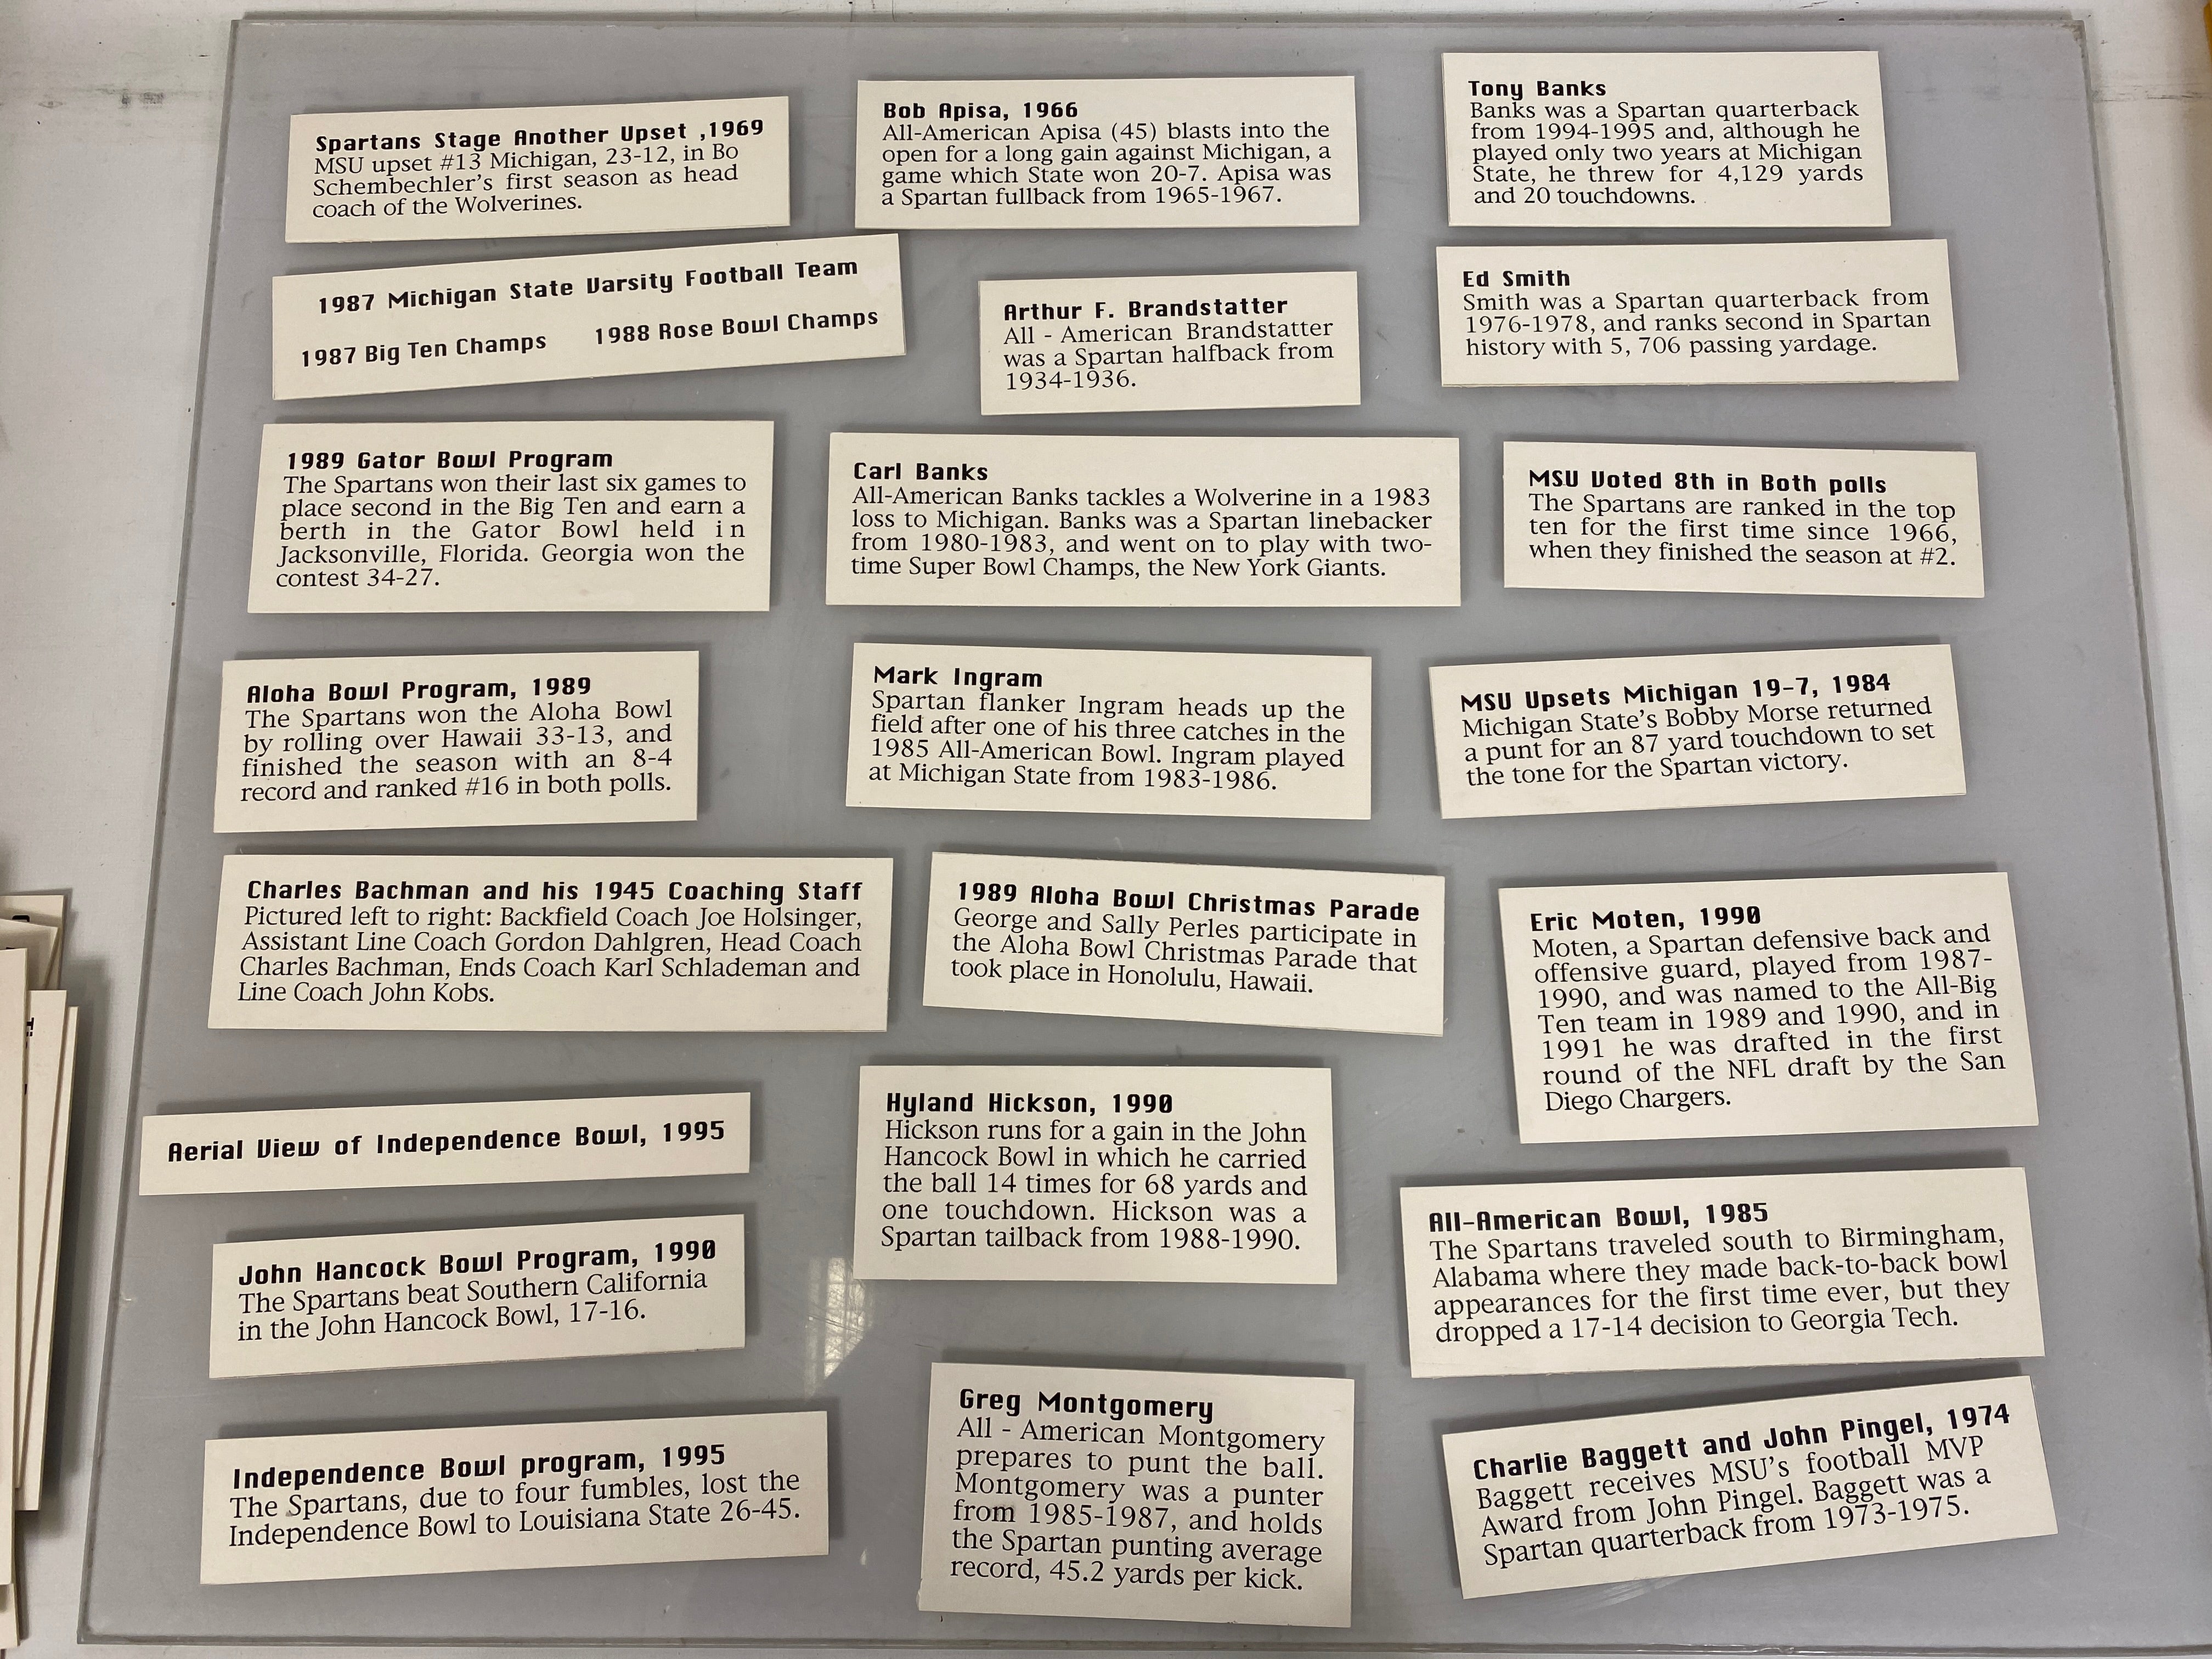 Spartans Stage Another Upset ,1969
MSU upset #13 Michigan, 23-12, in Bo
Schembechler's first season as head
coach of the Wolverines.
Bob Apisa, 1966
All-American Apisa (45) blasts into the
open for a long gain against Michigan, a
game which State won 20-7. Apisa was
a Spartan fullback from 1965-1967.
Tony Banks
Banks was a Spartan quarterback
from 1994-1995 and, although he
played only two years at Michigan
State, he threw for 4,129 yards
and 20 touchdowns.
1987 Michigan State Varsity Football Team
1987 Big Ten Champs 1988 Rose Bowl Champs
Arthur F. Brandstatter
All - American Brandstatter
was a Spartan halfback from
1934-1936.
Ed Smith
Smith was a Spartan quarterback from
1976-1978, and ranks second in Spartan
history with 5, 706 passing yardage.
1989 Gator Bowl Program
The Spartans won their last six games to
place second in the Big Ten and earn a
berth in the Gator Bowl held in
Jacksonville, Florida. Georgia won the
contest 34-27.
Carl Banks
All-American Banks tackles a Wolverine in a 1983
loss to Michigan. Banks was a Spartan linebacker
from 1980-1983, and went on to play with two-
time Super Bowl Champs, the New York Giants.
MSU Voted 8th in Both polls
The Spartans are ranked in the top
ten for the first time since 1966,
when they finished the season at #2.
Aloha Bowl Program, 1989
The Spartans won the Aloha Bowl
by rolling over Hawaii 33-13, and
finished the season with an 8-4
record and ranked #16 in both polls.
Mark Ingram
Spartan flanker Ingram heads up the
field after one of his three catches in the
1985 All-American Bowl. Ingram played
at Michigan State from 1983-1986.
MSU Upsets Michigan 19-7, 1984
Michigan State's Bobby Morse returned
a punt for an 87 yard touchdown to set
the tone for the Spartan victory.
Charles Bachman and his 1945 Coaching Staff
Pictured left to right: Backfield Coach Joe Holsinger,
Assistant Line Coach Gordon Dahlgren, Head Coach
Charles Bachman, Ends Coach Karl Schlademan and
Line Coach John Kobs.
1989 Aloha Bowl Christmas Parade
George and Sally Perles participate in
the Aloha Bowl Christmas Parade that
took place in Honolulu, Hawaii.
Eric Moten, 1990
Moten, a Spartan defensive back and
offensive guard, played from 1987-
1990, and was named to the All-Big
Ten team in 1989 and 1990, and in
1991 he was drafted in the first
round of the NFL draft by the San
Diego Chargers.
Aerial View of Independence Bowl, 1995
Hyland Hickson, 1990
Hickson runs for a gain in the John
Hancock Bowl in which he carried
the ball 14 times for 68 yards and
one touchdown. Hickson was a
Spartan tailback from 1988-1990.
All-American Bowl, 1985
The Spartans traveled south to Birmingham,
Alabama where they made back-to-back bowl
appearances for the first time ever, but they
dropped a 17-14 decision to Georgia Tech.
John Hancock Bowl Program, 1990
The Spartans beat Southern California
in the John Hancock Bowl, 17-16.
Greg Montgomery
All - American Montgomery
prepares to punt the ball.
Montgomery was a punter
from 1985-1987, and holds
the Spartan punting average
record, 45.2 yards per kick.
Charlie Baggett and John Pingel, 1974
Baggett receives MSU's football MVP
Award from John Pingel. Baggett was a
Spartan quarterback from 1973-1975.
Independence Bowl program, 1995
The Spartans, due to four fumbles, lost the
Independence Bowl to Louisiana State 26-45.